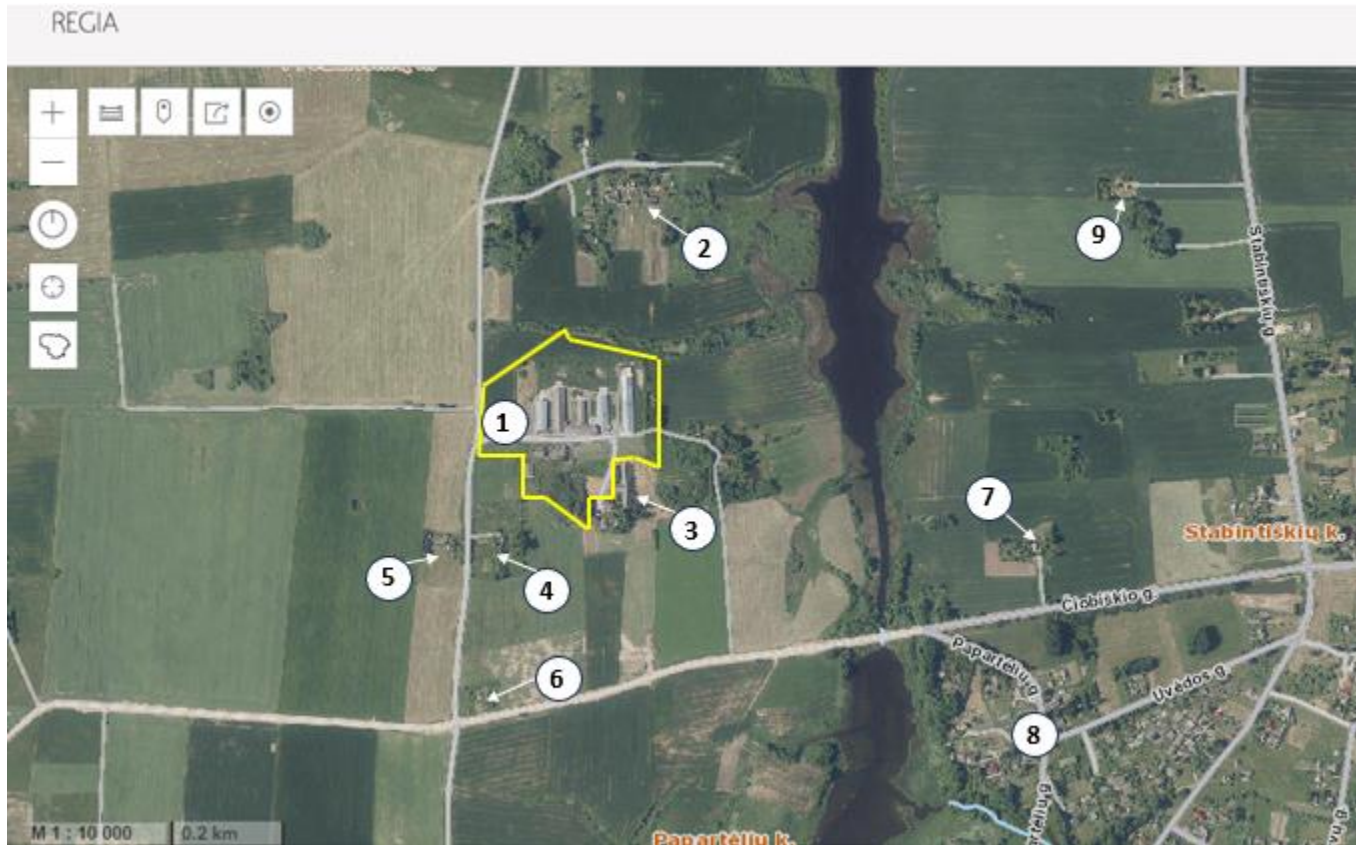 REGIA
2
9
Stabintiškių g.
1
3
7
Stabintiškių k.
5
4
Čiobiškio g.
6
Papartėlių g.
Uvėdos g.
8
M 1 : 10 000
0.2 km
Papartėlių k.